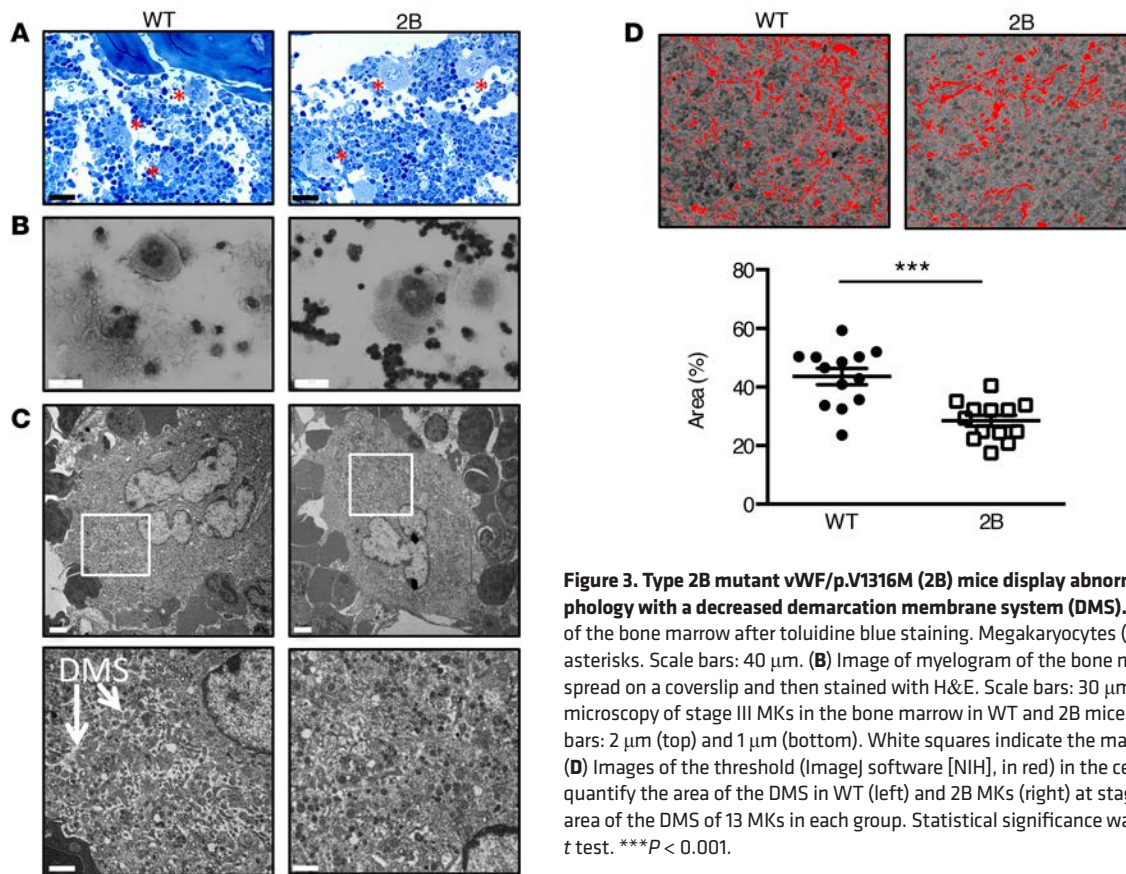 WT
2B
A
B
C
DMS
D
WT
2B
***
80
60
40
20
0
Area (%)
WT
2B
Figure 3. Type 2B mutant vWF/p.V1316M (2B) mice display abnorm
phology with a decreased demarcation membrane system (DMS).
of the bone marrow after toluidine blue staining. Megakaryocytes (
asterisks. Scale bars: 40 μm. (B) Image of myelogram of the bone m
spread on a coverslip and then stained with H&E. Scale bars: 30 μm
microscopy of stage III MKs in the bone marrow in WT and 2B mice
bars: 2 μm (top) and 1 μm (bottom). White squares indicate the ma
(D) Images of the threshold (ImageJ software [NIH], in red) in the ce
quantify the area of the DMS in WT (left) and 2B MKs (right) at stag
area of the DMS of 13 MKs in each group. Statistical significance wa
t test. ***P < 0.001.